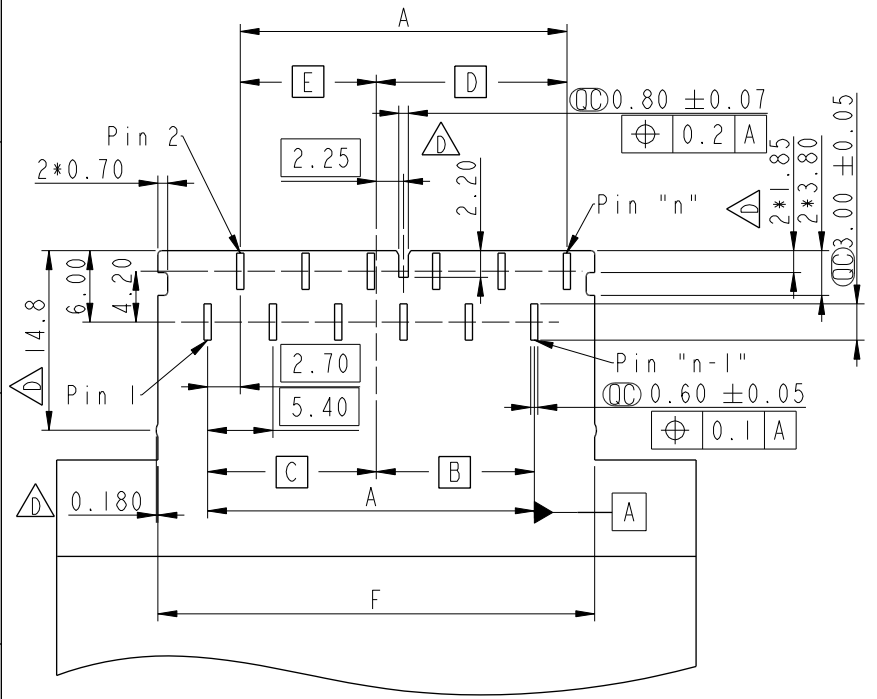 A
E
D
QC 0.80 ±0.07
⌖ 0.2 A
Pin 2
2.25
D
2*0.70
2.20
Pin "n"
D
2*1.85
2*3.80
QC 3.00 ±0.05
6.00
4.20
D 14.8
2.70
Pin 1
5.40
Pin "n-1"
QC 0.60 ±0.05
⌖ 0.1 A
C
B
D 0.180
A
A
F